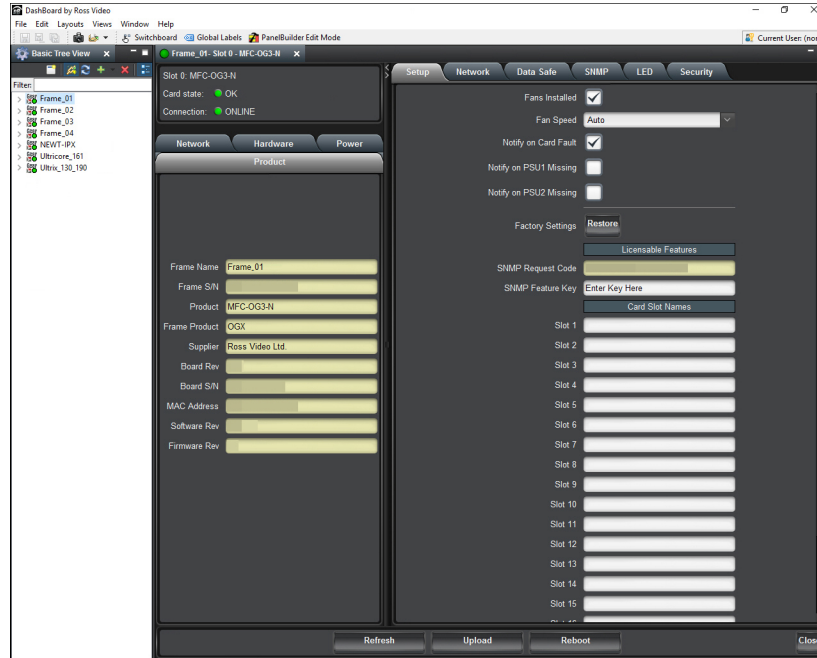 DashBoard by Ross Video
File Edit Layouts Views Window Help
Switchboard Global Labels PanelBuilder Edit Mode
Current User: (non
Basic Tree View
Filter:
Frame_01
Frame_02
Frame_03
Frame_04
NEWT-IPX
Ultricore_161
Ultrix_130_190
Frame_01- Slot 0 - MFC-OG3-N
Slot 0: MFC-OG3-N
Card state: OK
Connection: ONLINE
Network Hardware Power
Product
Frame Name Frame_01
Frame S/N
Product MFC-OG3-N
Frame Product OGX
Supplier Ross Video Ltd.
Board Rev
Board S/N
MAC Address
Software Rev
Firmware Rev
Setup Network Data Safe SNMP LED Security
Fans Installed
Fan Speed Auto
Notify on Card Fault
Notify on PSU1 Missing
Notify on PSU2 Missing
Factory Settings Restore
Licensable Features
SNMP Request Code
SNMP Feature Key Enter Key Here
Card Slot Names
Slot 1
Slot 2
Slot 3
Slot 4
Slot 5
Slot 6
Slot 7
Slot 8
Slot 9
Slot 10
Slot 11
Slot 12
Slot 13
Slot 14
Slot 15
Refresh Upload Reboot Clos